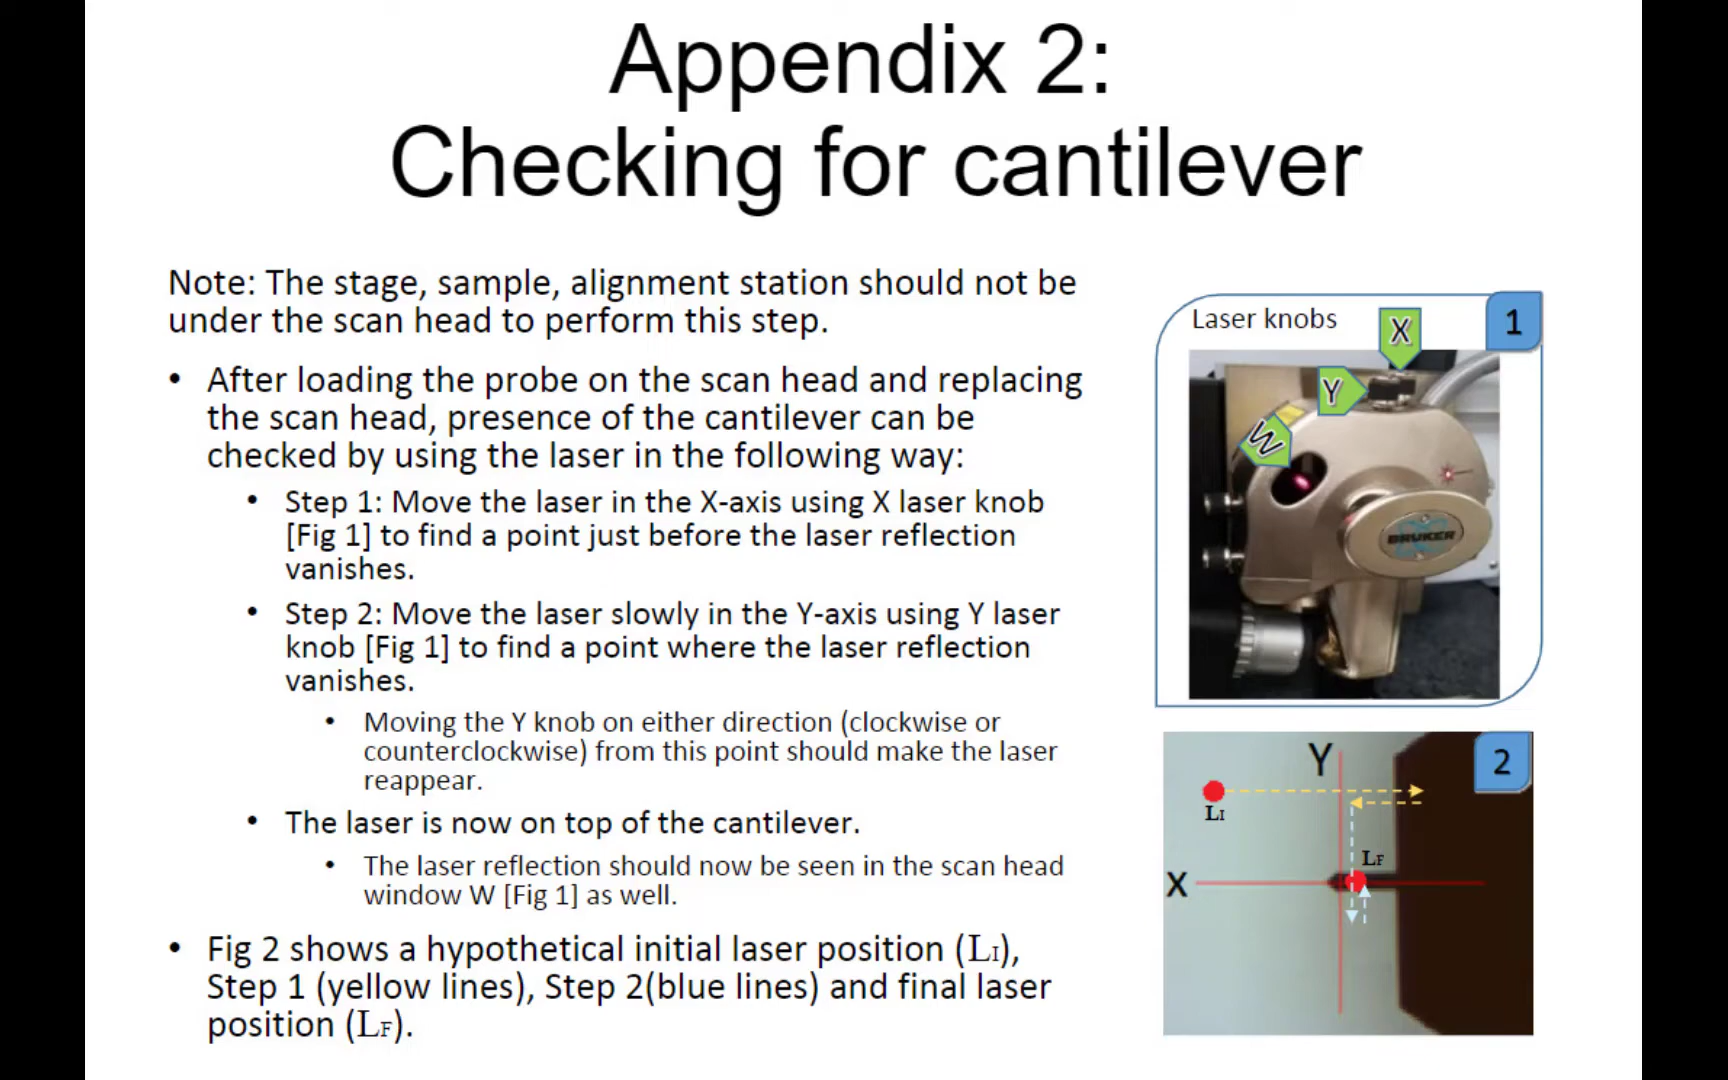 Appendix 2:
Checking for cantilever
Note: The stage, sample, alignment station should not be
under the scan head to perform this step.
• After loading the probe on the scan head and replacing
the scan head, presence of the cantilever can be
checked by using the laser in the following way:
• Step 1: Move the laser in the X-axis using X laser knob
[Fig 1] to find a point just before the laser reflection
vanishes.
• Step 2: Move the laser slowly in the Y-axis using Y laser
knob [Fig 1] to find a point where the laser reflection
vanishes.
• Moving the Y knob on either direction (clockwise or
counterclockwise) from this point should make the laser
reappear.
• The laser is now on top of the cantilever.
• The laser reflection should now be seen in the scan head
window W [Fig 1] as well.
• Fig 2 shows a hypothetical initial laser position (LI),
Step 1 (yellow lines), Step 2(blue lines) and final laser
position (LF).
Laser knobs
X
1
Y
W
BRUKER
Y
2
LI
LF
X